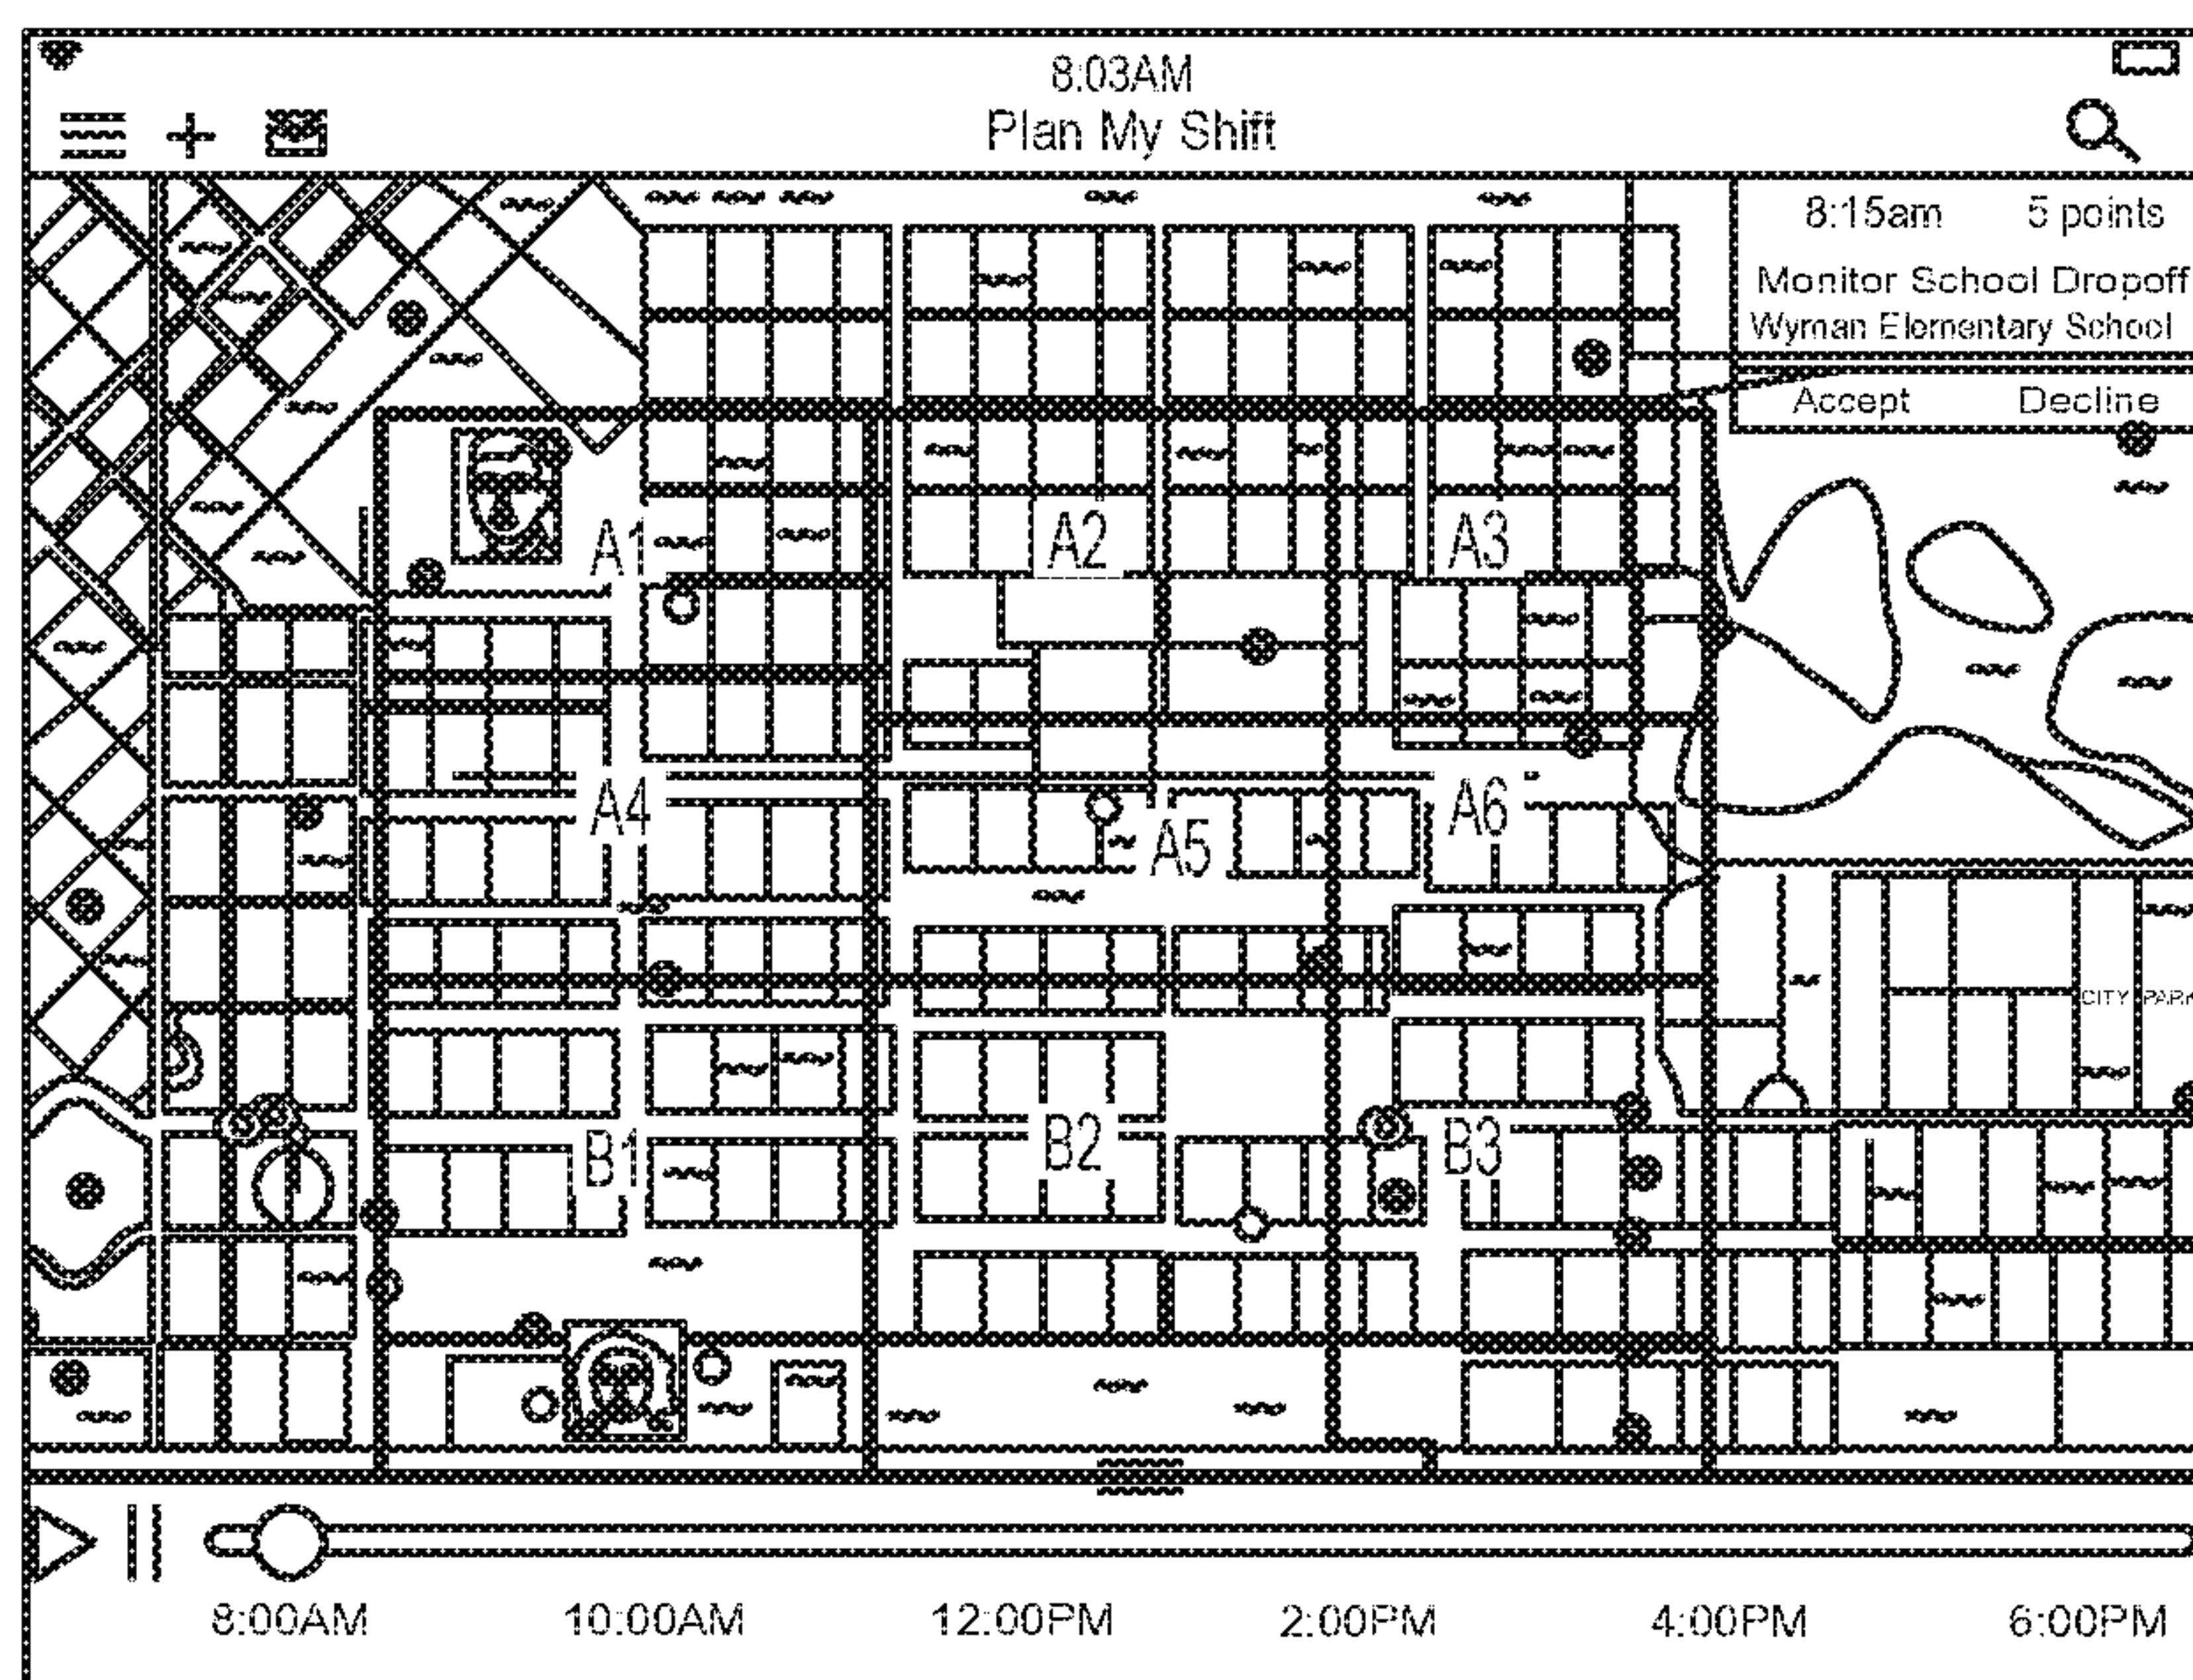 8:03AM
Plan My Shift
8:15am 5 points
Monitor School Dropoff
Wyman Elementary School
Accept Decline
A1 A2 A3
A4 A5 A6
CITY PARK
B1 B2 B3
8:00AM 10:00AM 12:00PM 2:00PM 4:00PM 6:00PM